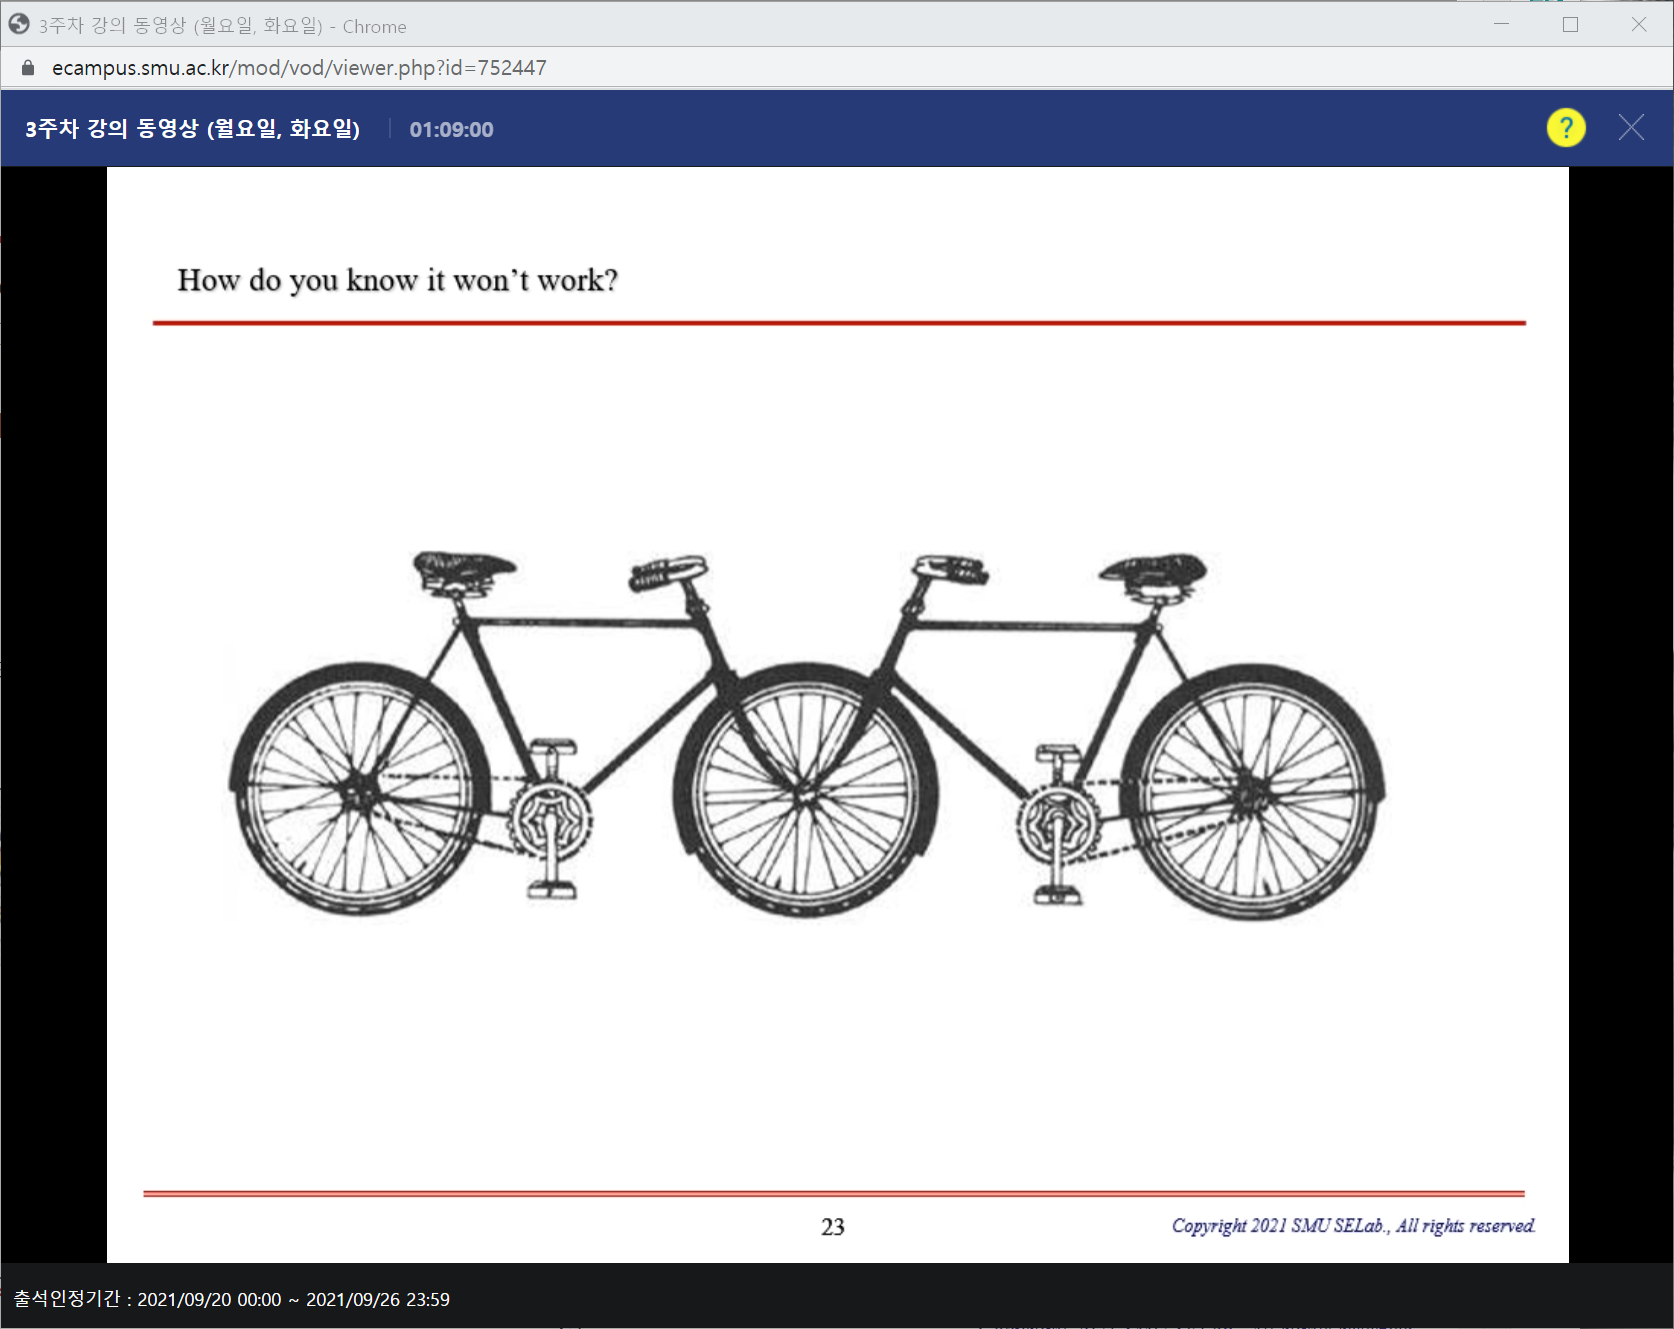 3주차 강의 동영상 (월요일, 화요일) - Chrome
ecampus.smu.ac.kr/mod/vod/viewer.php?id=752447
3주차 강의 동영상 (월요일, 화요일) 01:09:00 ?
How do you know it won't work?
23 Copyright 2021 SMU SELab., All rights reserved.
출석인정기간 : 2021/09/20 00:00 ~ 2021/09/26 23:59